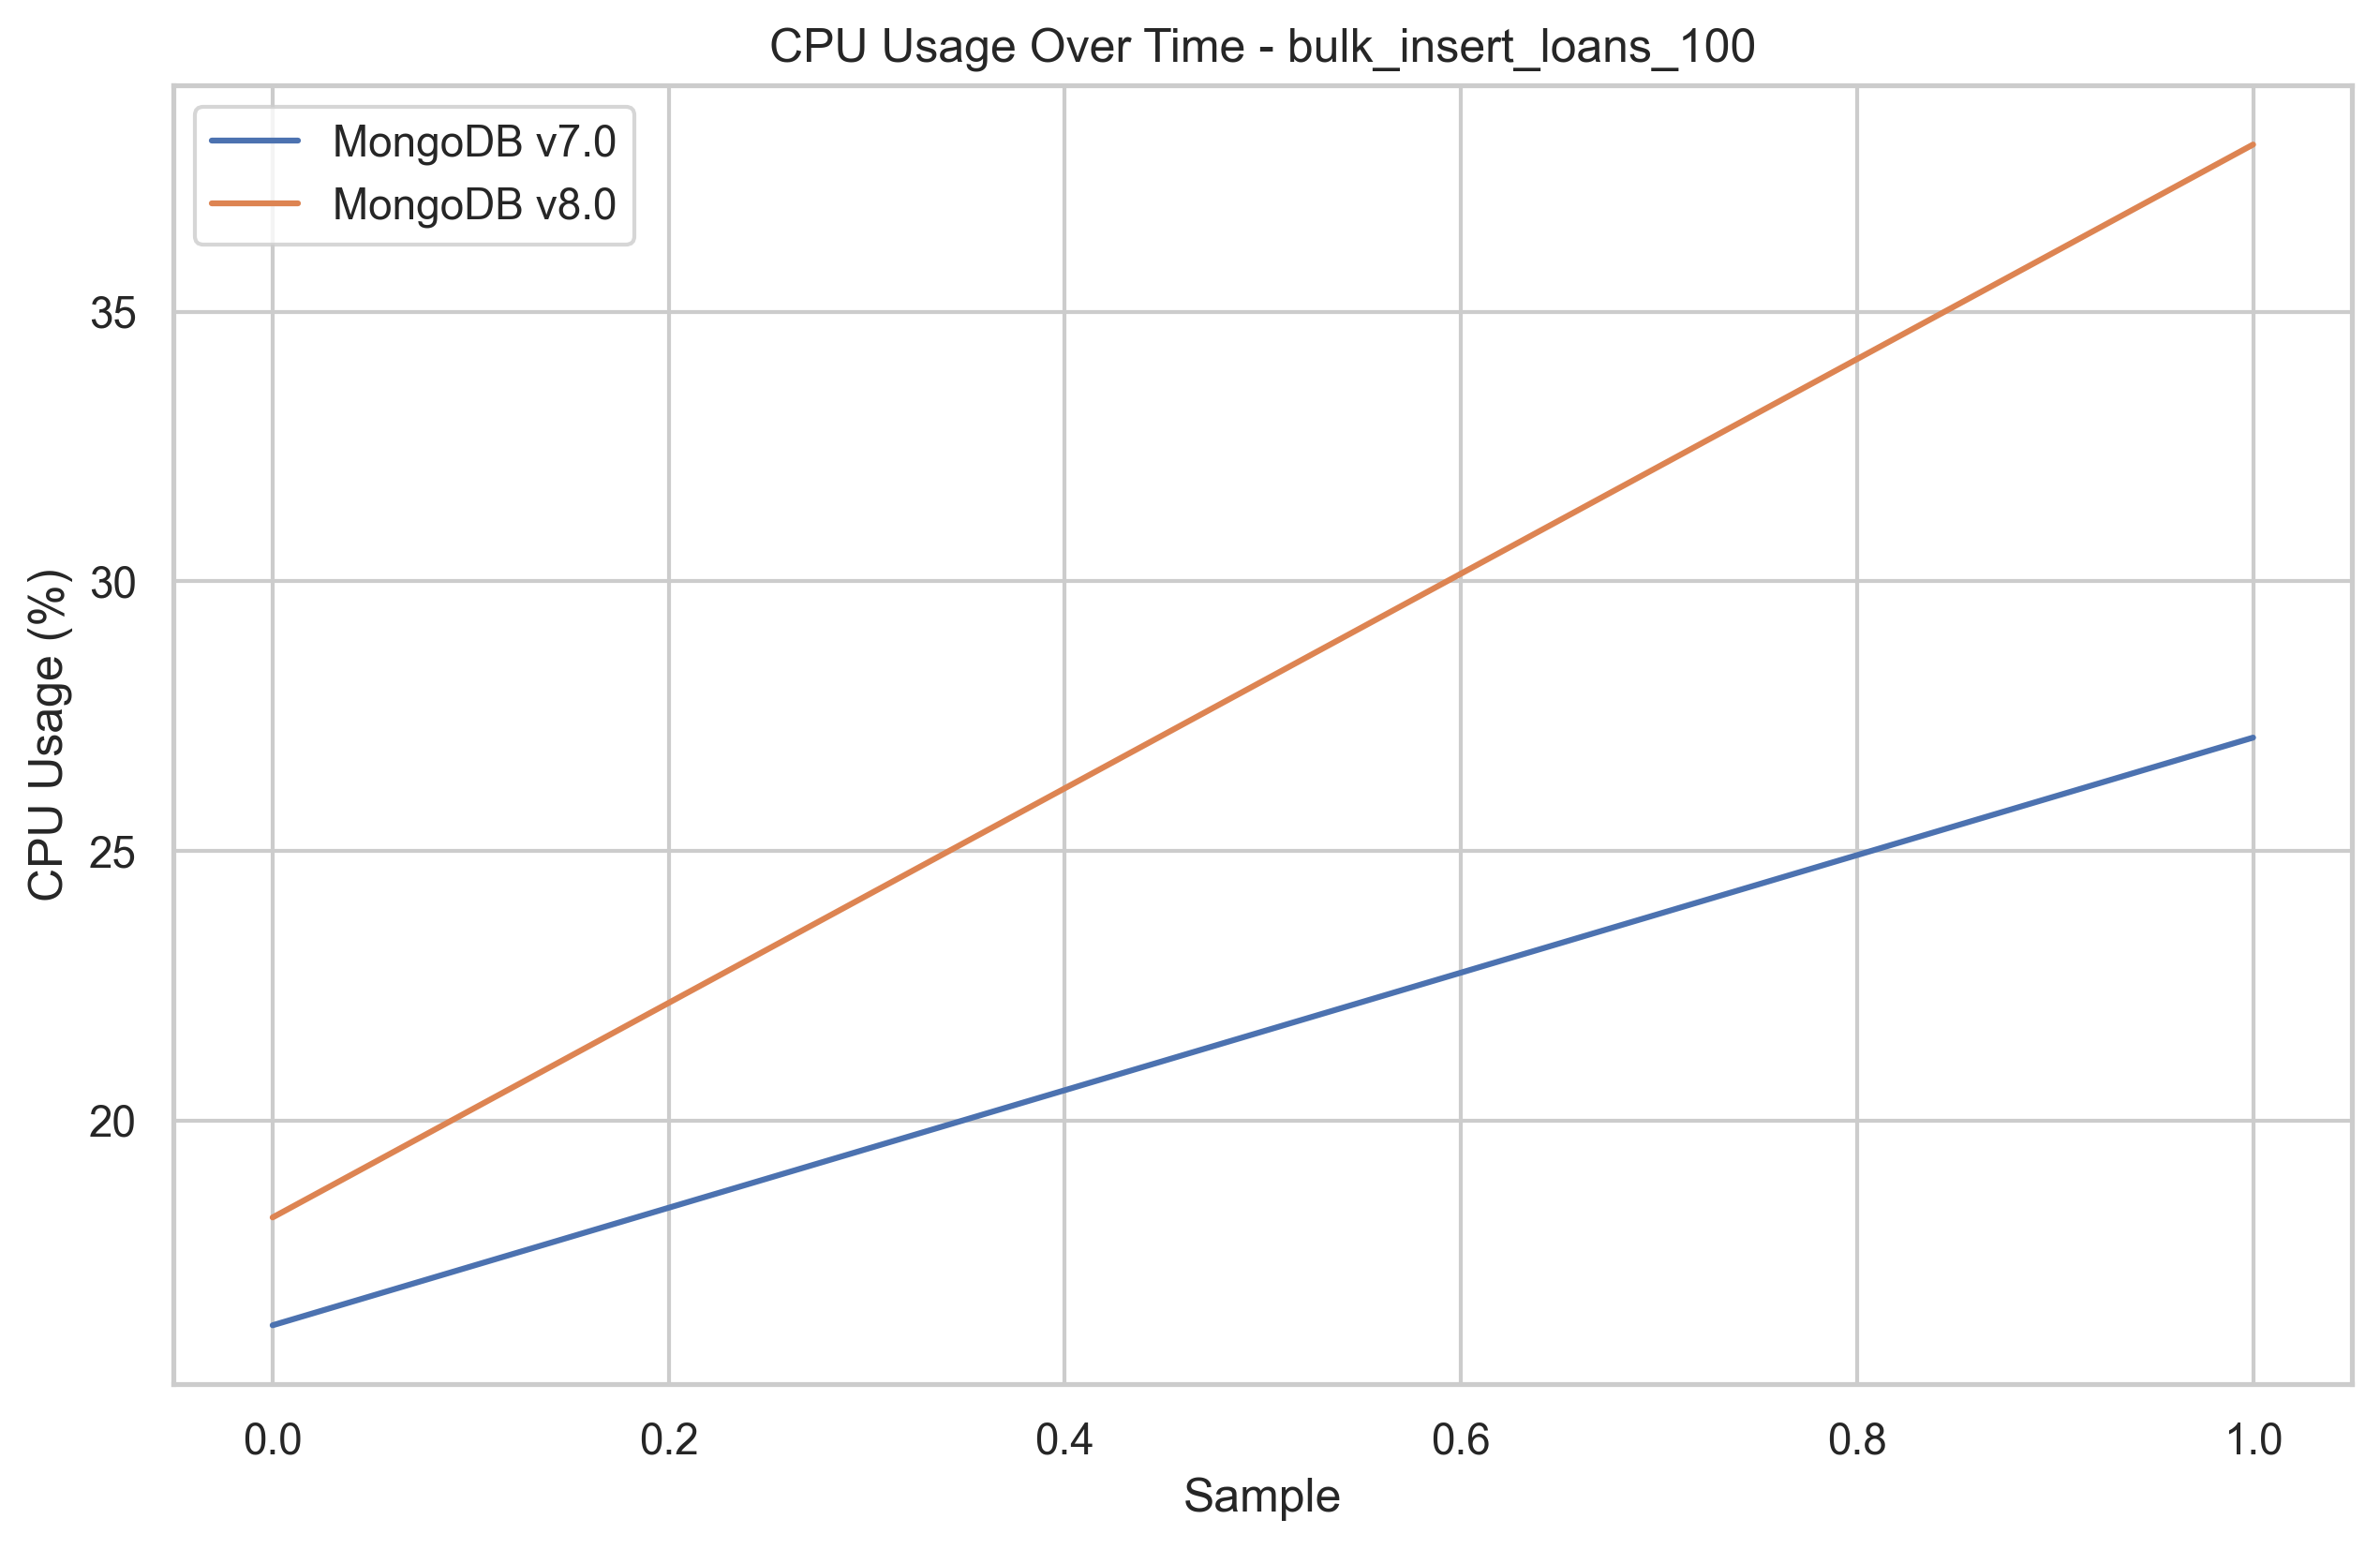 CPU Usage Over Time - bulk_insert_loans_100
MongoDB v7.0
MongoDB v8.0
CPU Usage (%)
35
30
25
20
0.0 0.2 0.4 0.6 0.8 1.0
Sample